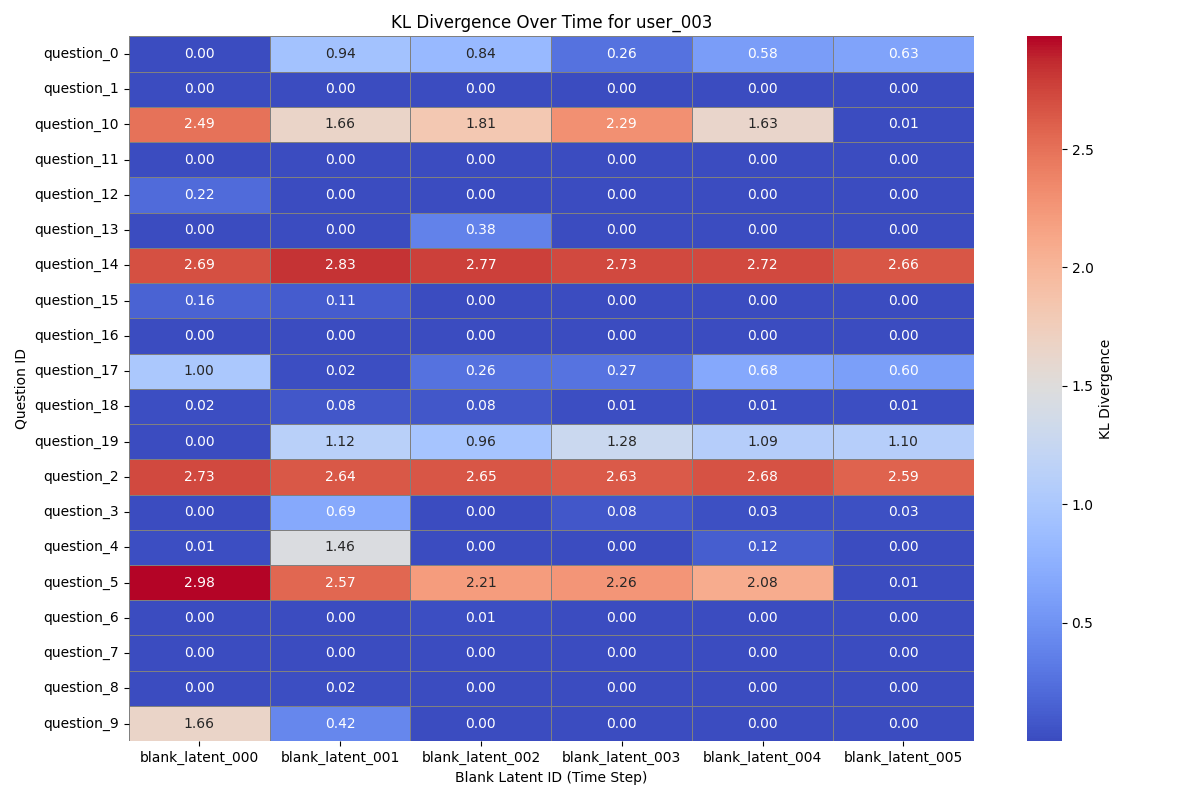 KL Divergence Over Time for user_003
question_0 0.00 0.94 0.84 0.26 0.58 0.63
question_1 0.00 0.00 0.00 0.00 0.00 0.00
question_10 2.49 1.66 1.81 2.29 1.63 0.01
question_11 0.00 0.00 0.00 0.00 0.00 0.00
question_12 0.22 0.00 0.00 0.00 0.00 0.00
question_13 0.00 0.00 0.38 0.00 0.00 0.00
question_14 2.69 2.83 2.77 2.73 2.72 2.66
question_15 0.16 0.11 0.00 0.00 0.00 0.00
question_16 0.00 0.00 0.00 0.00 0.00 0.00
question_17 1.00 0.02 0.26 0.27 0.68 0.60
question_18 0.02 0.08 0.08 0.01 0.01 0.01
question_19 0.00 1.12 0.96 1.28 1.09 1.10
question_2 2.73 2.64 2.65 2.63 2.68 2.59
question_3 0.00 0.69 0.00 0.08 0.03 0.03
question_4 0.01 1.46 0.00 0.00 0.12 0.00
question_5 2.98 2.57 2.21 2.26 2.08 0.01
question_6 0.00 0.00 0.01 0.00 0.00 0.00
question_7 0.00 0.00 0.00 0.00 0.00 0.00
question_8 0.00 0.02 0.00 0.00 0.00 0.00
question_9 1.66 0.42 0.00 0.00 0.00 0.00
blank_latent_000 blank_latent_001 blank_latent_002 blank_latent_003 blank_latent_004 blank_latent_005
Blank Latent ID (Time Step)
Question ID
2.5
2.0
1.5
1.0
0.5
KL Divergence